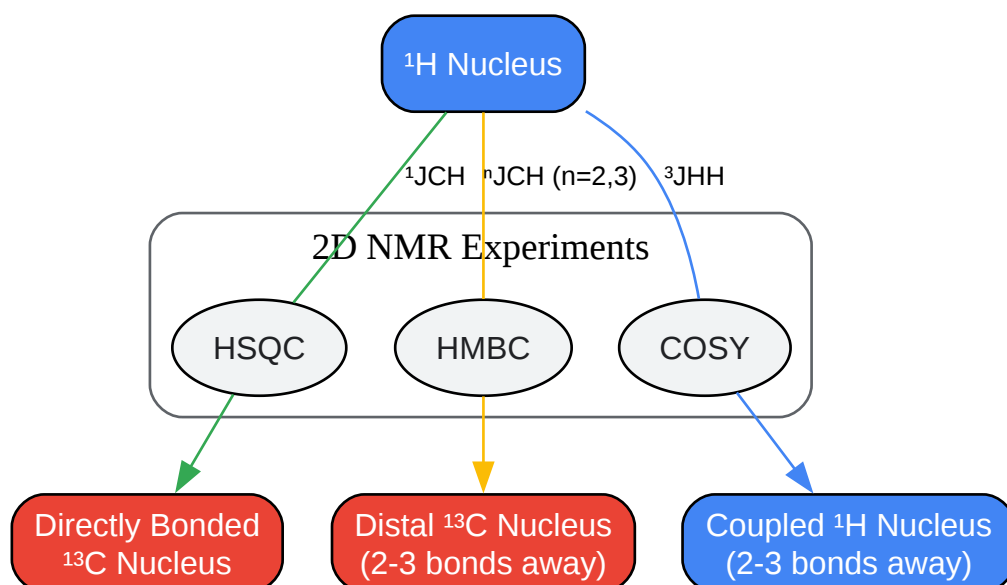 ¹H Nucleus
¹JCH ⁿJCH (n=2,3) ³JHH
2D NMR Experiments
HSQC HMBC COSY
Directly Bonded
¹³C Nucleus
Distal ¹³C Nucleus
(2-3 bonds away)
Coupled ¹H Nucleus
(2-3 bonds away)